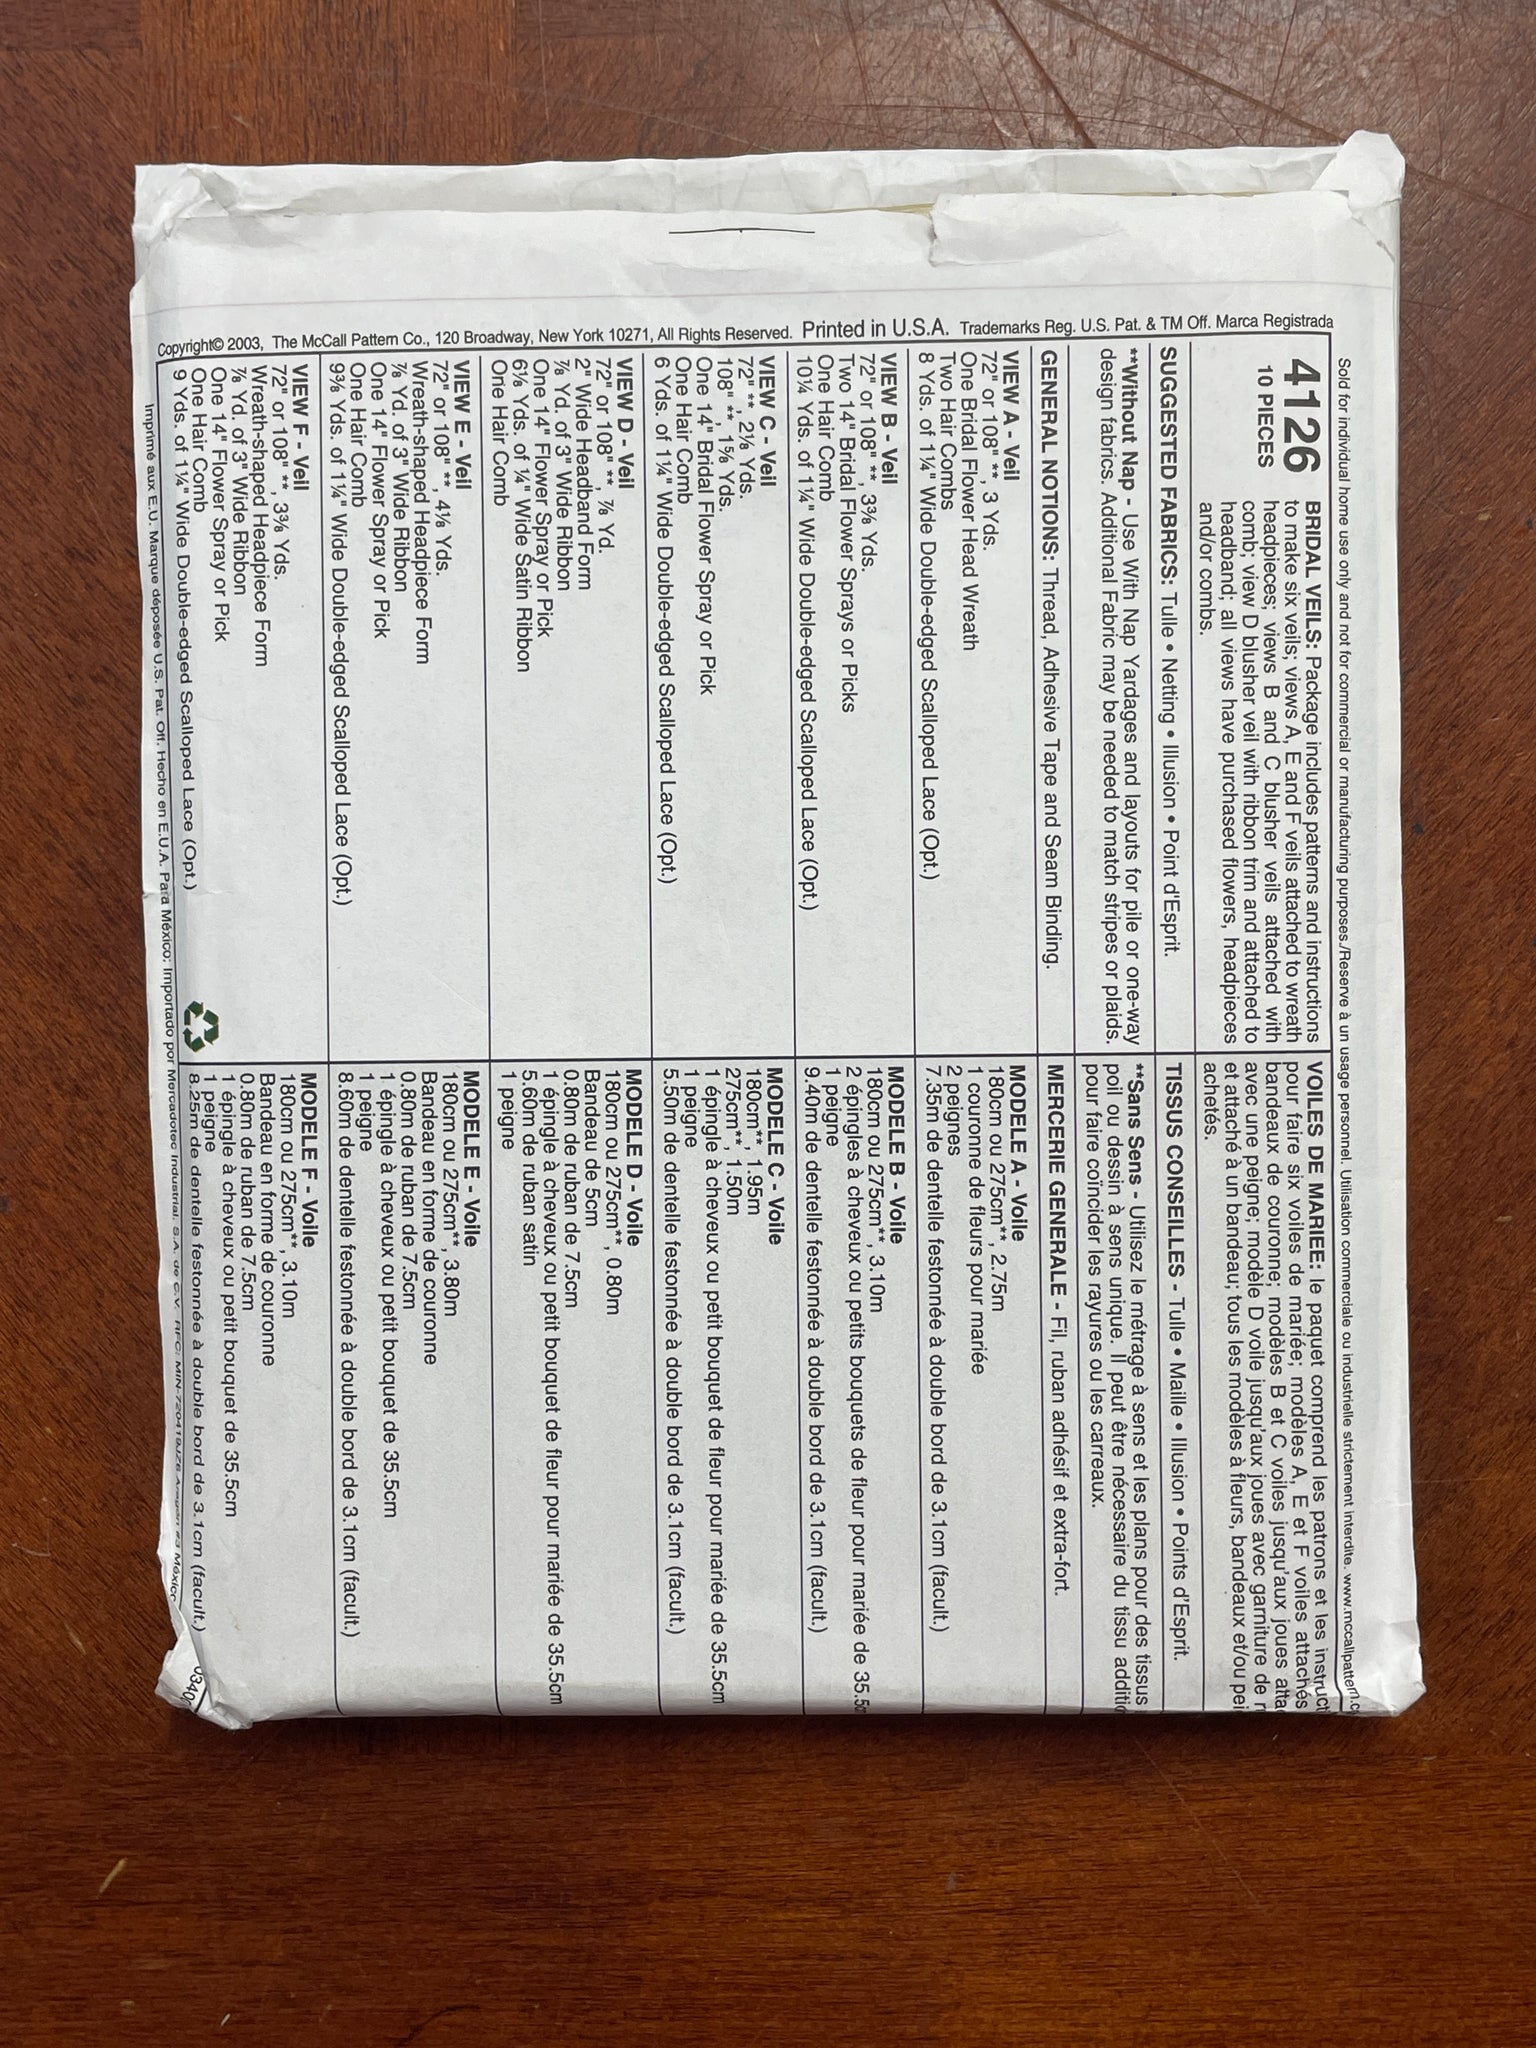 Sold for individual home use only and not for commercial or manufacturing purposes /Reserve à un usage personnel. Utilisation commerciale ou industrielle strictement interdite. www.mccallpattern.co
4126
10 PIECES
BRIDAL VEILS: Package includes patterns and instructions
to make six veils; views A, E and F veils attached to wreath
headpieces; views B and C blusher veils attached with
comb; view D blusher veil with ribbon trim and attached to
headband; all views have purchased flowers, headpieces
and/or combs.
SUGGESTED FABRICS: Tulle • Netting • Illusion • Point d'Esprit.
**Without Nap - Use With Nap Yardages and layouts for pile or one-way
design fabrics. Additional Fabric may be needed to match stripes or plaids.
GENERAL NOTIONS: Thread, Adhesive Tape and Seam Binding.
VIEW A - Veil
72" or 108" **, 3 Yds.
One Bridal Flower Head Wreath
Two Hair Combs
8 Yds. of 1¼" Wide Double-edged Scalloped Lace (Opt.)
VIEW B - Veil
72" or 108" **, 3⅜ Yds.
Two 14" Bridal Flower Sprays or Picks
One Hair Comb
10¼ Yds. of 1¼" Wide Double-edged Scalloped Lace (Opt.)
VIEW C - Veil
72" **, 2⅛ Yds.
108" **, 1⅝ Yds.
One 14" Bridal Flower Spray or Pick
One Hair Comb
6 Yds. of 1¼" Wide Double-edged Scalloped Lace (Opt.)
VIEW D - Veil
72" or 108" **, ⅞ Yd.
2" Wide Headband Form
⅞ Yd. of 3" Wide Ribbon
One 14" Flower Spray or Pick
6⅛ Yds. of ¼" Wide Satin Ribbon
One Hair Comb
VIEW E - Veil
72" or 108" **, 4⅛ Yds.
Wreath-shaped Headpiece Form
⅞ Yd. of 3" Wide Ribbon
One 14" Flower Spray or Pick
One Hair Comb
9⅜ Yds. of 1¼" Wide Double-edged Scalloped Lace (Opt.)
VIEW F - Veil
72" or 108" **, 3⅜ Yds.
Wreath-shaped Headpiece Form
⅞ Yd. of 3" Wide Ribbon
One 14" Flower Spray or Pick
One Hair Comb
9 Yds. of 1¼" Wide Double-edged Scalloped Lace (Opt.)
VOILES DE MARIEE: le paquet comprend les patrons et les instruct
pour faire six voiles de mariée; modèles A, E et F voiles attachés
bandeaux de couronne; modèles B et C voiles jusqu'aux joues atta
avec une peigne; modèle D voile jusqu'aux joues avec garniture de r
et attaché à un bandeau; tous les modèles à fleurs, bandeaux et/ou pei
achetés.
TISSUS CONSEILLES - Tulle • Maille • Illusion • Points d'Esprit.
**Sans Sens - Utilisez le métrage à sens et les plans pour des tissus
poil ou dessin à sens unique. Il peut être nécessaire du tissu additio
pour faire coïncider les rayures ou les carreaux.
MERCERIE GENERALE - Fil, ruban adhésif et extra-fort.
MODELE A - Voile
180cm ou 275cm**, 2.75m
1 couronne de fleurs pour mariée
2 peignes
7.35m de dentelle festonnée à double bord de 3.1cm (facult.)
MODELE B - Voile
180cm ou 275cm**, 3.10m
2 épingles à cheveux ou petits bouquets de fleur pour mariée de 35.5c
1 peigne
9.40m de dentelle festonnée à double bord de 3.1cm (facult.)
MODELE C - Voile
180cm**, 1.95m
275cm**, 1.50m
1 épingle à cheveux ou petit bouquet de fleur pour mariée de 35.5cm
1 peigne
5.50m de dentelle festonnée à double bord de 3.1cm (facult.)
MODELE D - Voile
180cm ou 275cm**, 0.80m
Bandeau de 5cm
0.80m de ruban de 7.5cm
1 épingle à cheveux ou petit bouquet de fleur pour mariée de 35.5cm
5.60m de ruban satin
1 peigne
MODELE E - Voile
180cm ou 275cm**, 3.80m
Bandeau en forme de couronne
0.80m de ruban de 7.5cm
1 épingle à cheveux ou petit bouquet de 35.5cm
1 peigne
8.60m de dentelle festonnée à double bord de 3.1cm (facult.)
MODELE F - Voile
180cm ou 275cm**, 3.10m
Bandeau en forme de couronne
0.80m de ruban de 7.5cm
1 épingle à cheveux ou petit bouquet de 35.5cm
1 peigne
8.25m de dentelle festonnée à double bord de 3.1cm (facult.)
Imprimé aux E.U. Marque déposée U.S. Pat. Off. Hecho en E.U.A. Para México: Importado por Mercadotec Industrial, S.A. de C.V. RFC: México
Copyright© 2003, The McCall Pattern Co., 120 Broadway, New York 10271, All Rights Reserved. Printed in U.S.A. Trademarks Reg. U.S. Pat. & TM Off. Marca Registrada